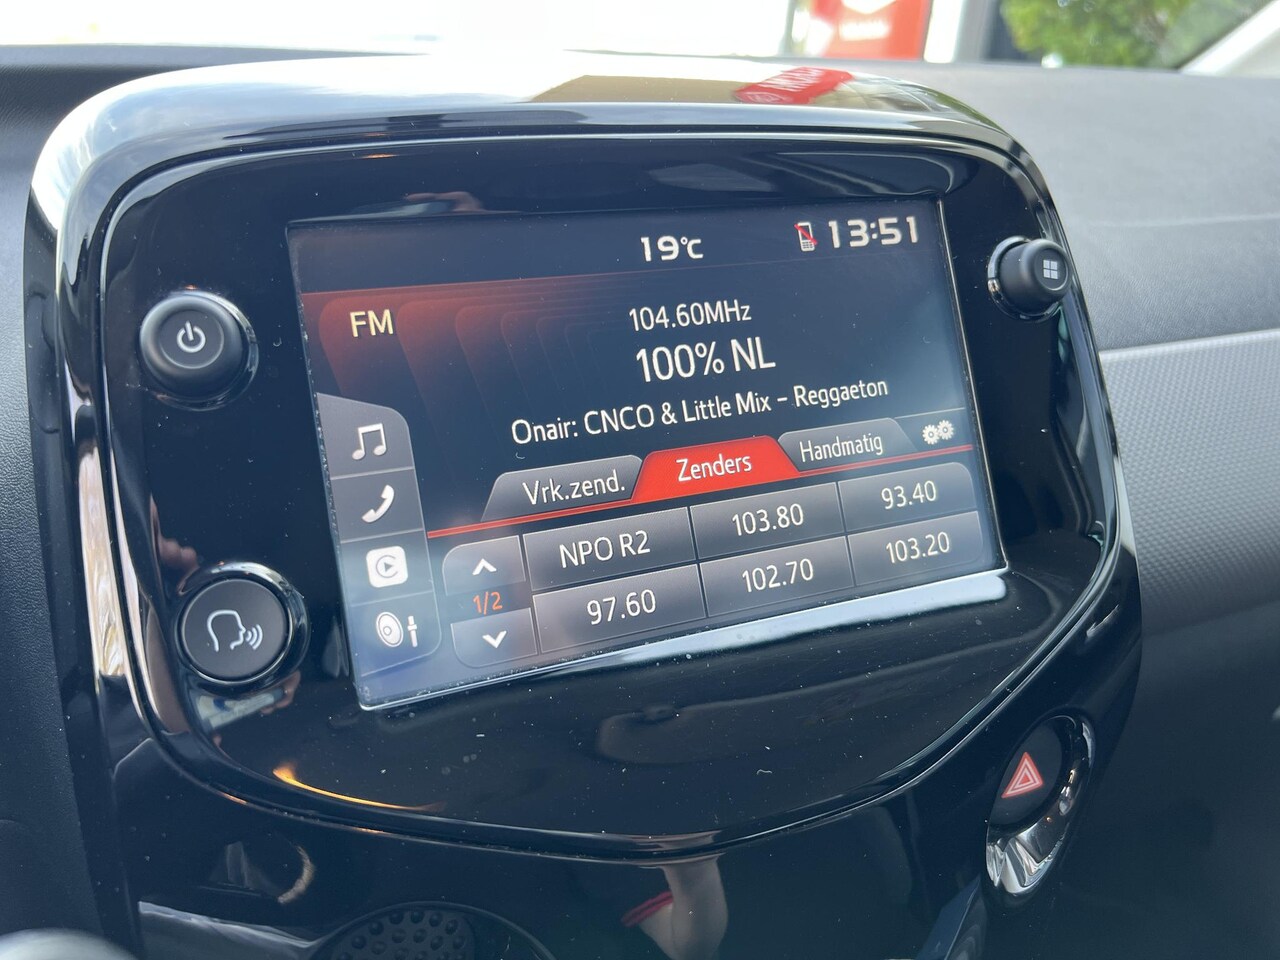 19°C
13:51
FM
104.60MHz
100% NL
Onair: CNCO & Little Mix - Reggaeton
Vrk.zend.
Zenders
Handmatig
1/2
NPO R2
103.80
93.40
97.60
102.70
103.20